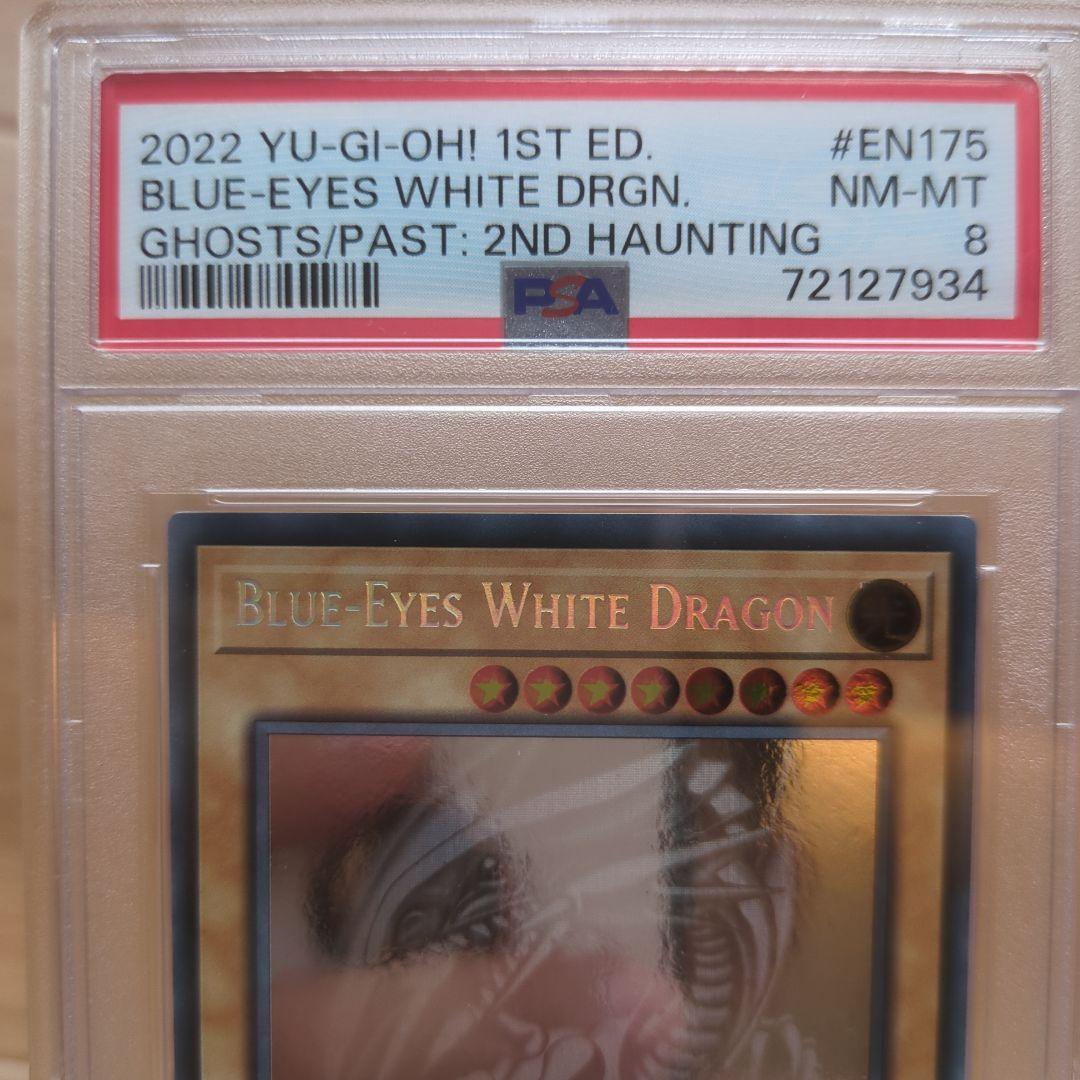 2022 YU-GI-OH! 1ST ED. #EN175
BLUE-EYES WHITE DRGN. NM-MT
GHOSTS/PAST: 2ND HAUNTING 8
PSA 72127934
BLUE-EYES WHITE DRAGON
光